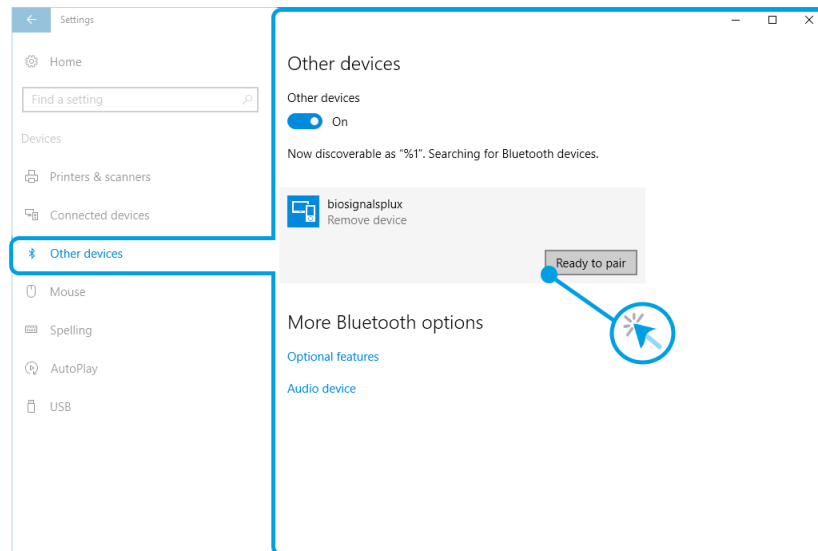 Settings
Home
Find a setting
Devices
Printers & scanners
Connected devices
Other devices
Mouse
Spelling
AutoPlay
USB
Other devices
Other devices
On
Now discoverable as “%1”. Searching for Bluetooth devices.
biosignalsplux
Remove device
Ready to pair
More Bluetooth options
Optional features
Audio device